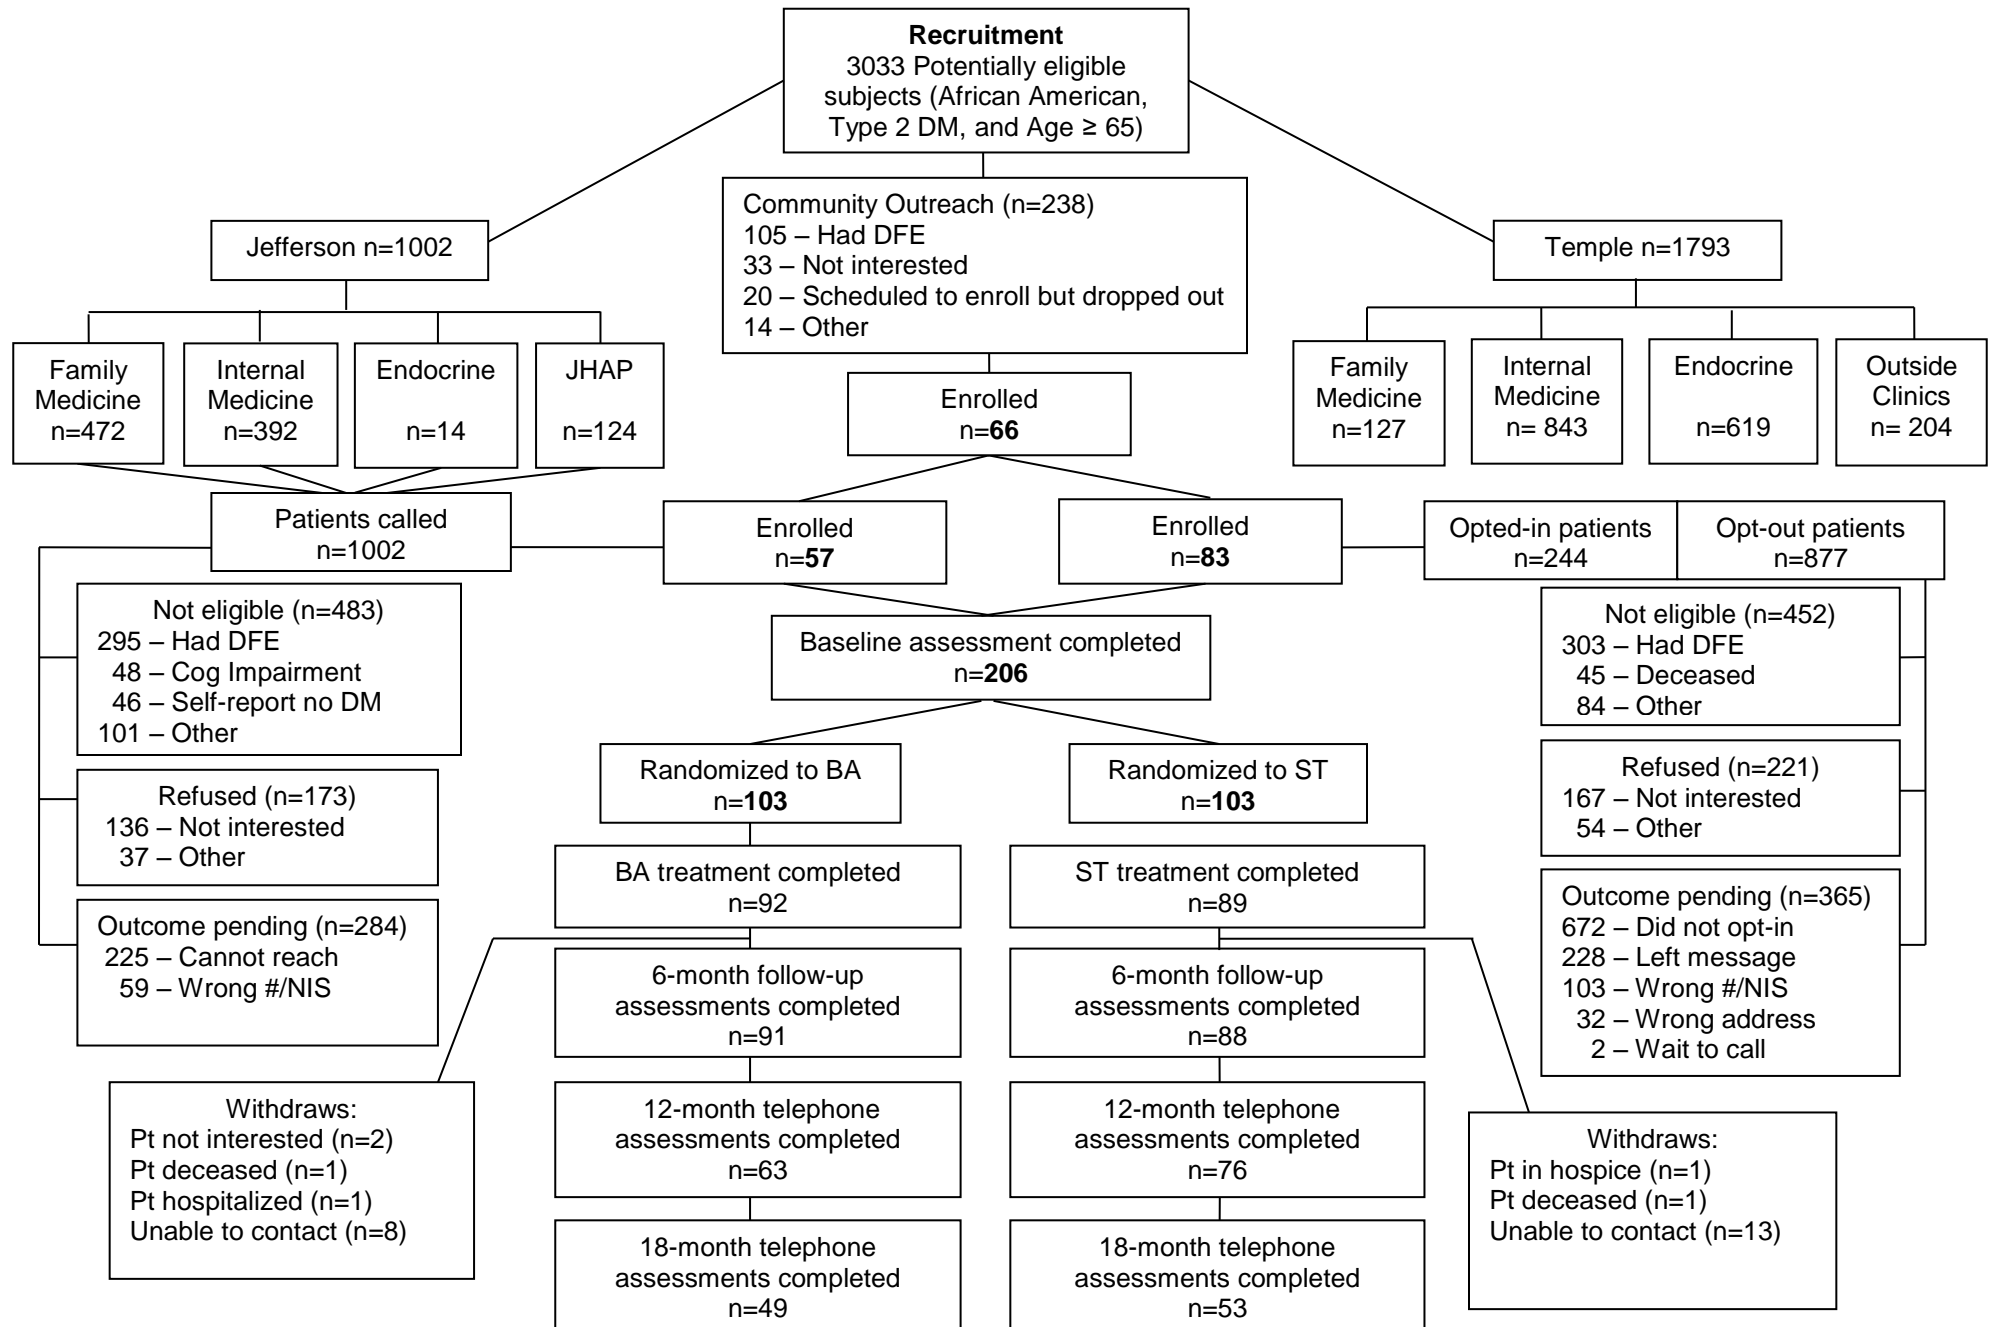 Recruitment
3033 Potentially eligible
subjects (African American,
Type 2 DM, and Age ≥ 65)
Community Outreach (n=238)
105 – Had DFE
33 – Not interested
20 – Scheduled to enroll but dropped out
14 – Other
Jefferson n=1002
Temple n=1793
Family
Medicine
n=472
Internal
Medicine
n=392
Endocrine
n=14
JHAP
n=124
Enrolled
n=66
Family
Medicine
n=127
Internal
Medicine
n= 843
Endocrine
n=619
Outside
Clinics
n= 204
Patients called
n=1002
Enrolled
n=57
Enrolled
n=83
Opted-in patients
n=244
Opt-out patients
n=877
Not eligible (n=483)
295 – Had DFE
48 – Cog Impairment
46 – Self-report no DM
101 – Other
Baseline assessment completed
n=206
Not eligible (n=452)
303 – Had DFE
45 – Deceased
84 – Other
Refused (n=173)
136 – Not interested
37 – Other
Randomized to BA
n=103
Randomized to ST
n=103
Refused (n=221)
167 – Not interested
54 – Other
Outcome pending (n=284)
225 – Cannot reach
59 – Wrong #/NIS
BA treatment completed
n=92
ST treatment completed
n=89
Outcome pending (n=365)
672 – Did not opt-in
228 – Left message
103 – Wrong #/NIS
32 – Wrong address
2 – Wait to call
6-month follow-up
assessments completed
n=91
6-month follow-up
assessments completed
n=88
Withdraws:
Pt not interested (n=2)
Pt deceased (n=1)
Pt hospitalized (n=1)
Unable to contact (n=8)
12-month telephone
assessments completed
n=63
12-month telephone
assessments completed
n=76
Withdraws:
Pt in hospice (n=1)
Pt deceased (n=1)
Unable to contact (n=13)
18-month telephone
assessments completed
n=49
18-month telephone
assessments completed
n=53